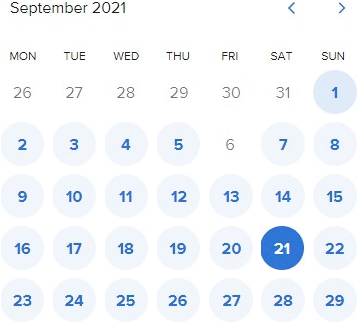 September 2021
MON TUE WED THU FRI SAT SUN
26 27 28 29 30 31 1
2 3 4 5 6 7 8
9 10 11 12 13 14 15
16 17 18 19 20 21 22
23 24 25 26 27 28 29